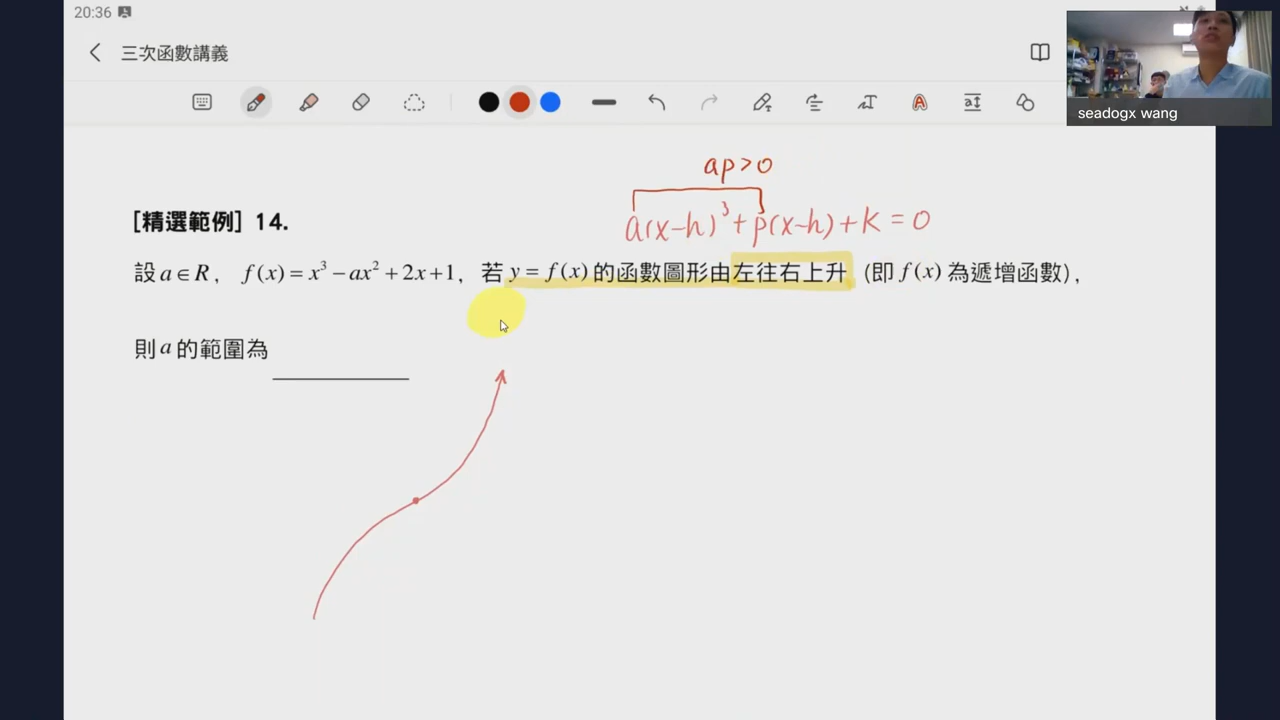 20:36
三次函數講義
seadogx wang
ap>0
a(x-h)³+p(x-h)+k=0
[精選範例] 14.
設 a∈R， f(x)=x³−ax²+2x+1， 若 y=f(x) 的函數圖形由左往右上升 (即 f(x) 為遞增函數)，
則 a 的範圍為